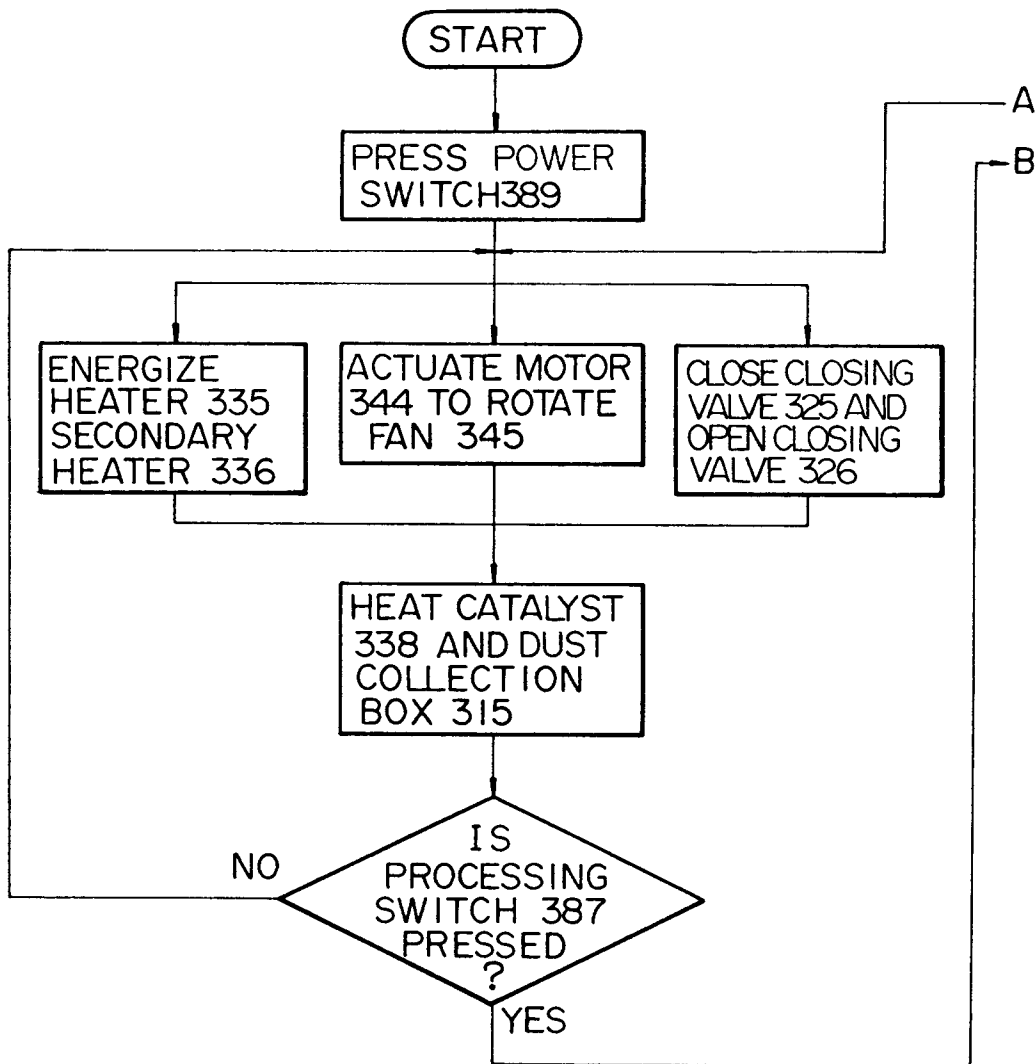 START
A
B
PRESS POWER
SWITCH389
ENERGIZE
HEATER 335
SECONDARY
HEATER 336
ACTUATE MOTOR
344 TO ROTATE
FAN 345
CLOSE CLOSING
VALVE 325 AND
OPEN CLOSING
VALVE 326
HEAT CATALYST
338 AND DUST
COLLECTION
BOX 315
NO
IS
PROCESSING
SWITCH 387
PRESSED
?
YES